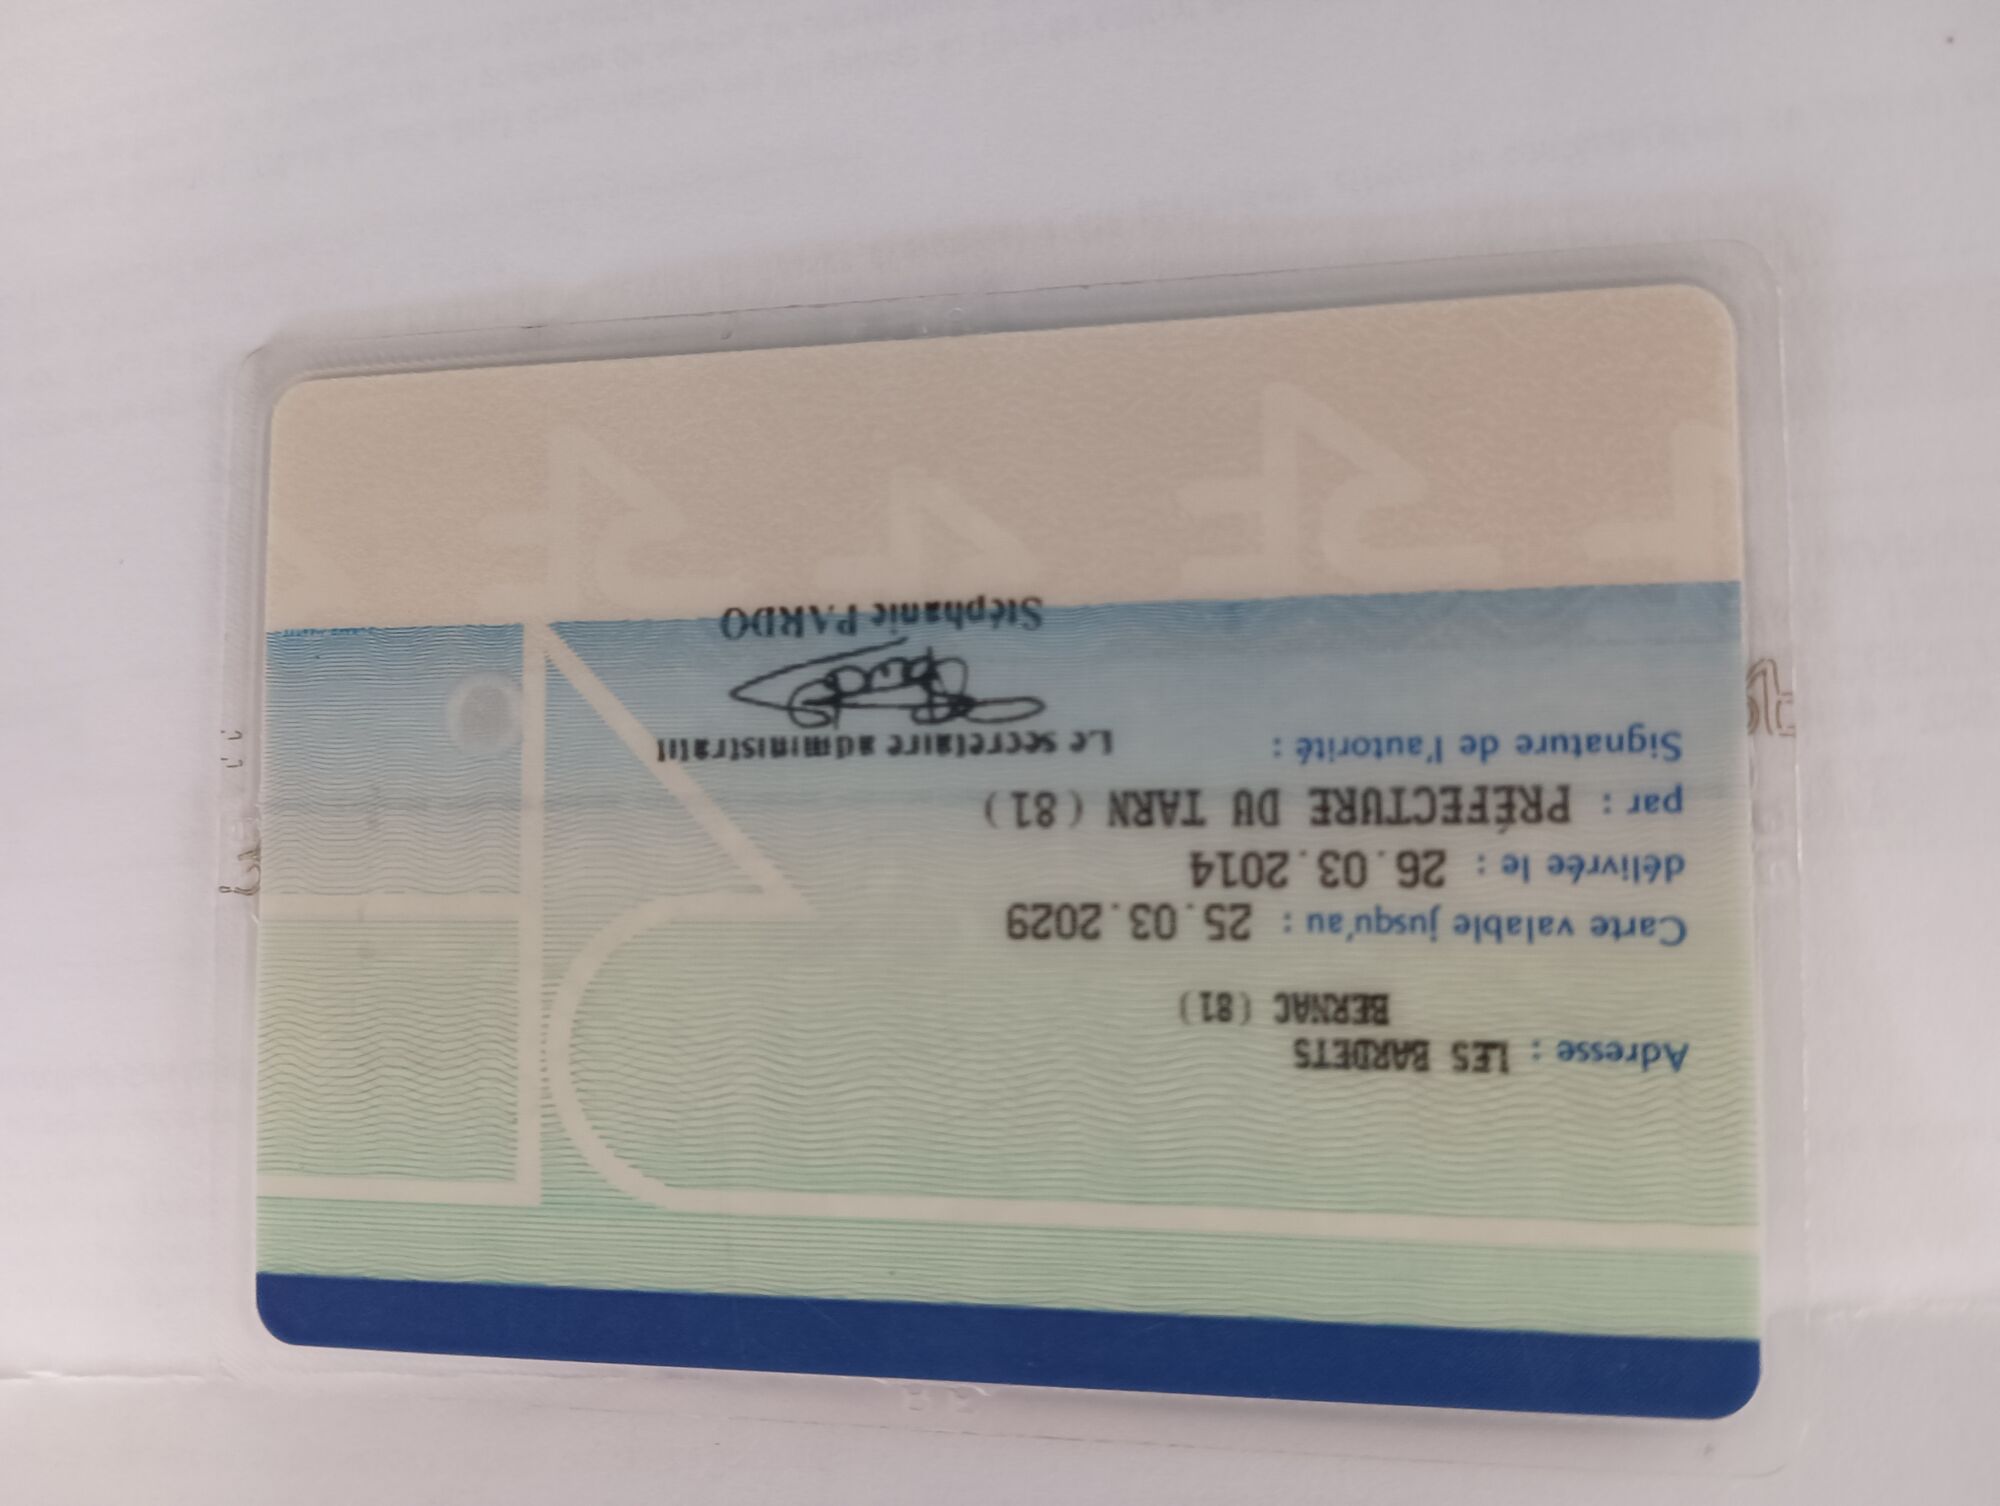 Adresse : LES BARDETS
BERNAC (81)
Carte valable jusqu'au : 25.03.2029
délivrée le : 26.03.2014
par : PRÉFECTURE DU TARN (81)
Signature de l'autorité :
Le secrétaire administratif
Stéphanie PARDO